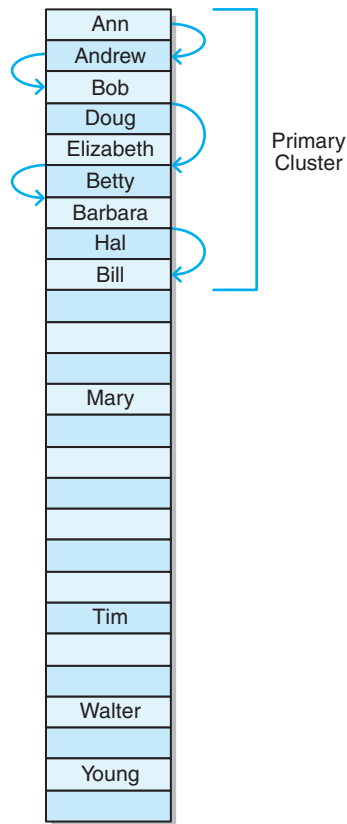 Ann
Andrew
Bob
Doug
Elizabeth
Betty
Barbara
Hal
Bill
Primary
Cluster
Mary
Tim
Walter
Young